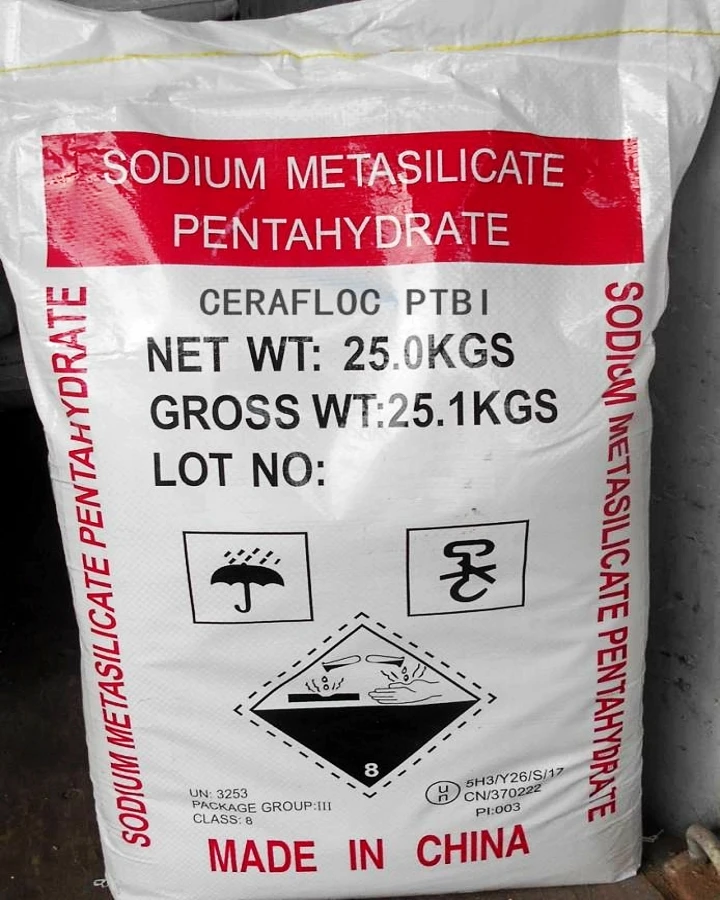 SODIUM METASILICATE
PENTAHYDRATE
CERAFLOC PTBI
NET WT: 25.0KGS
GROSS WT:25.1KGS
LOT NO:
SODIUM METASILICATE PENTAHYDRATE
SODIUM METASILICATE PENTAHYDRATE
8
UN: 3253
PACKAGE GROUP:III
CLASS: 8
un
5H3/Y26/S/17
CN/370222
PI:003
MADE IN CHINA